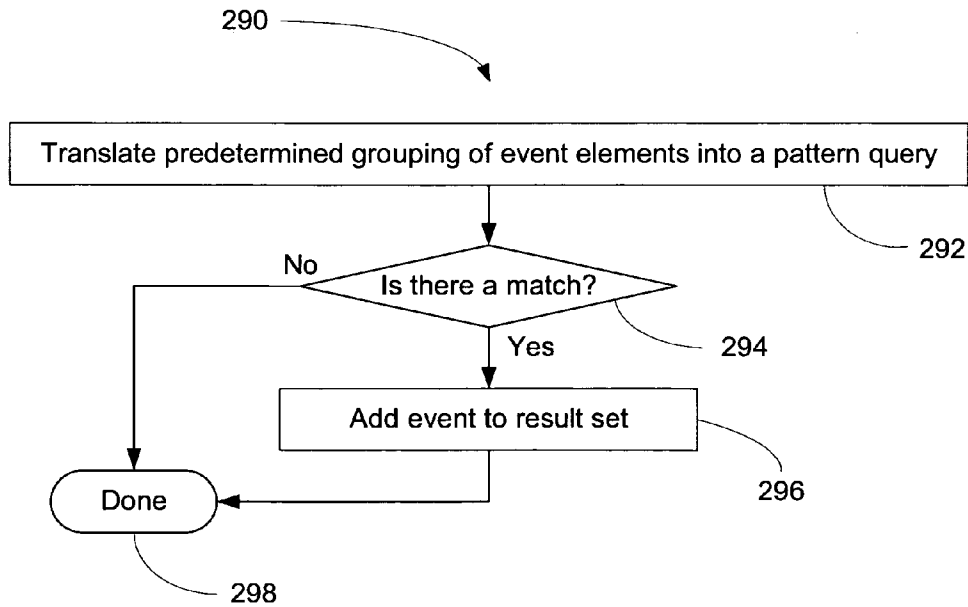 290
Translate predetermined grouping of event elements into a pattern query
292
No
Is there a match?
294
Yes
Add event to result set
296
Done
298